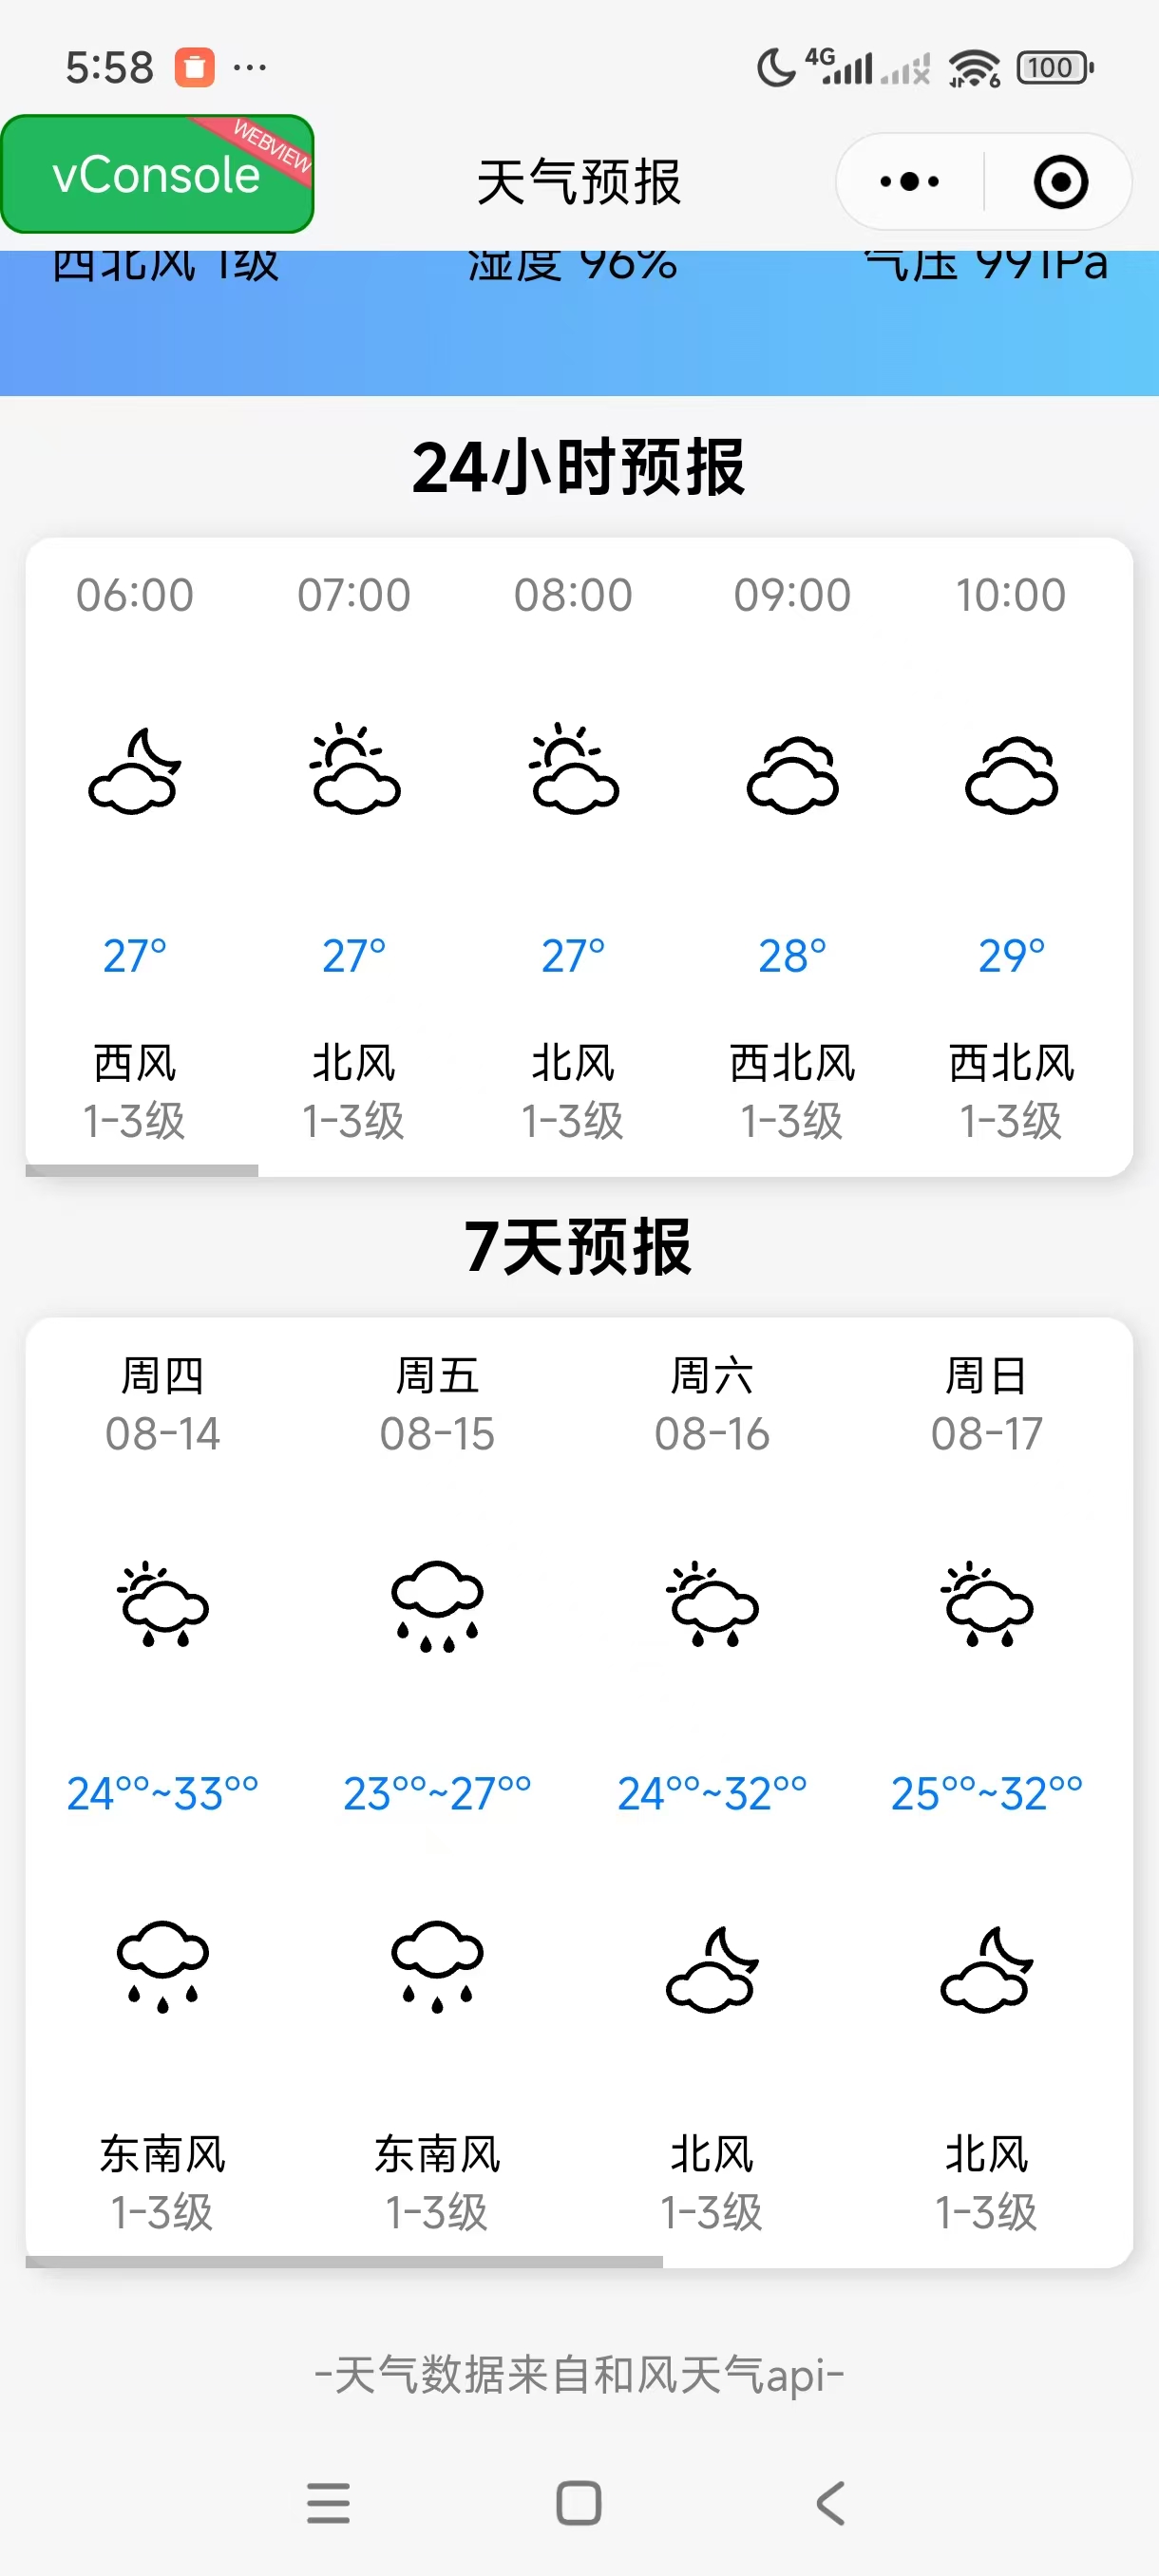 5:58 ... 4G 6 100
vConsole WEBVIEW 天气预报
西北风 1级 湿度 96% 气压 991Pa
24小时预报
06:00 07:00 08:00 09:00 10:00
27° 27° 27° 28° 29°
西风 北风 北风 西北风 西北风
1-3级 1-3级 1-3级 1-3级 1-3级
7天预报
周四 周五 周六 周日
08-14 08-15 08-16 08-17
24°°~33°° 23°°~27°° 24°°~32°° 25°°~32°°
东南风 东南风 北风 北风
1-3级 1-3级 1-3级 1-3级
-天气数据来自和风天气api-